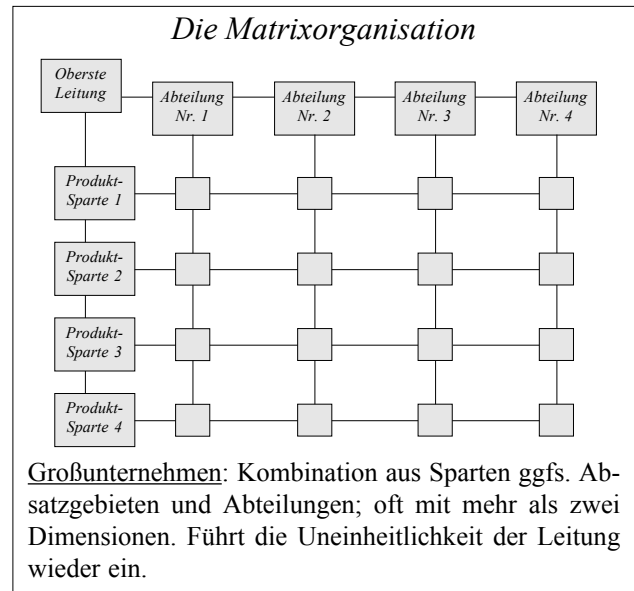 Die Matrixorganisation
Oberste
Leitung
Abteilung
Nr. 1
Abteilung
Nr. 2
Abteilung
Nr. 3
Abteilung
Nr. 4
Produkt-
Sparte 1
Produkt-
Sparte 2
Produkt-
Sparte 3
Produkt-
Sparte 4
Großunternehmen: Kombination aus Sparten ggfs. Ab-
satzgebieten und Abteilungen; oft mit mehr als zwei
Dimensionen. Führt die Uneinheitlichkeit der Leitung
wieder ein.